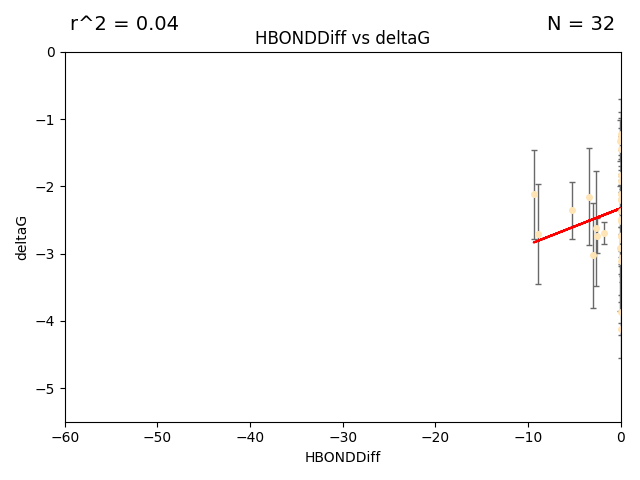 r^2 = 0.04
N = 32
HBONDDiff vs deltaG
0
−1
−2
−3
−4
−5
deltaG
−60
−50
−40
−30
−20
−10
0
HBONDDiff